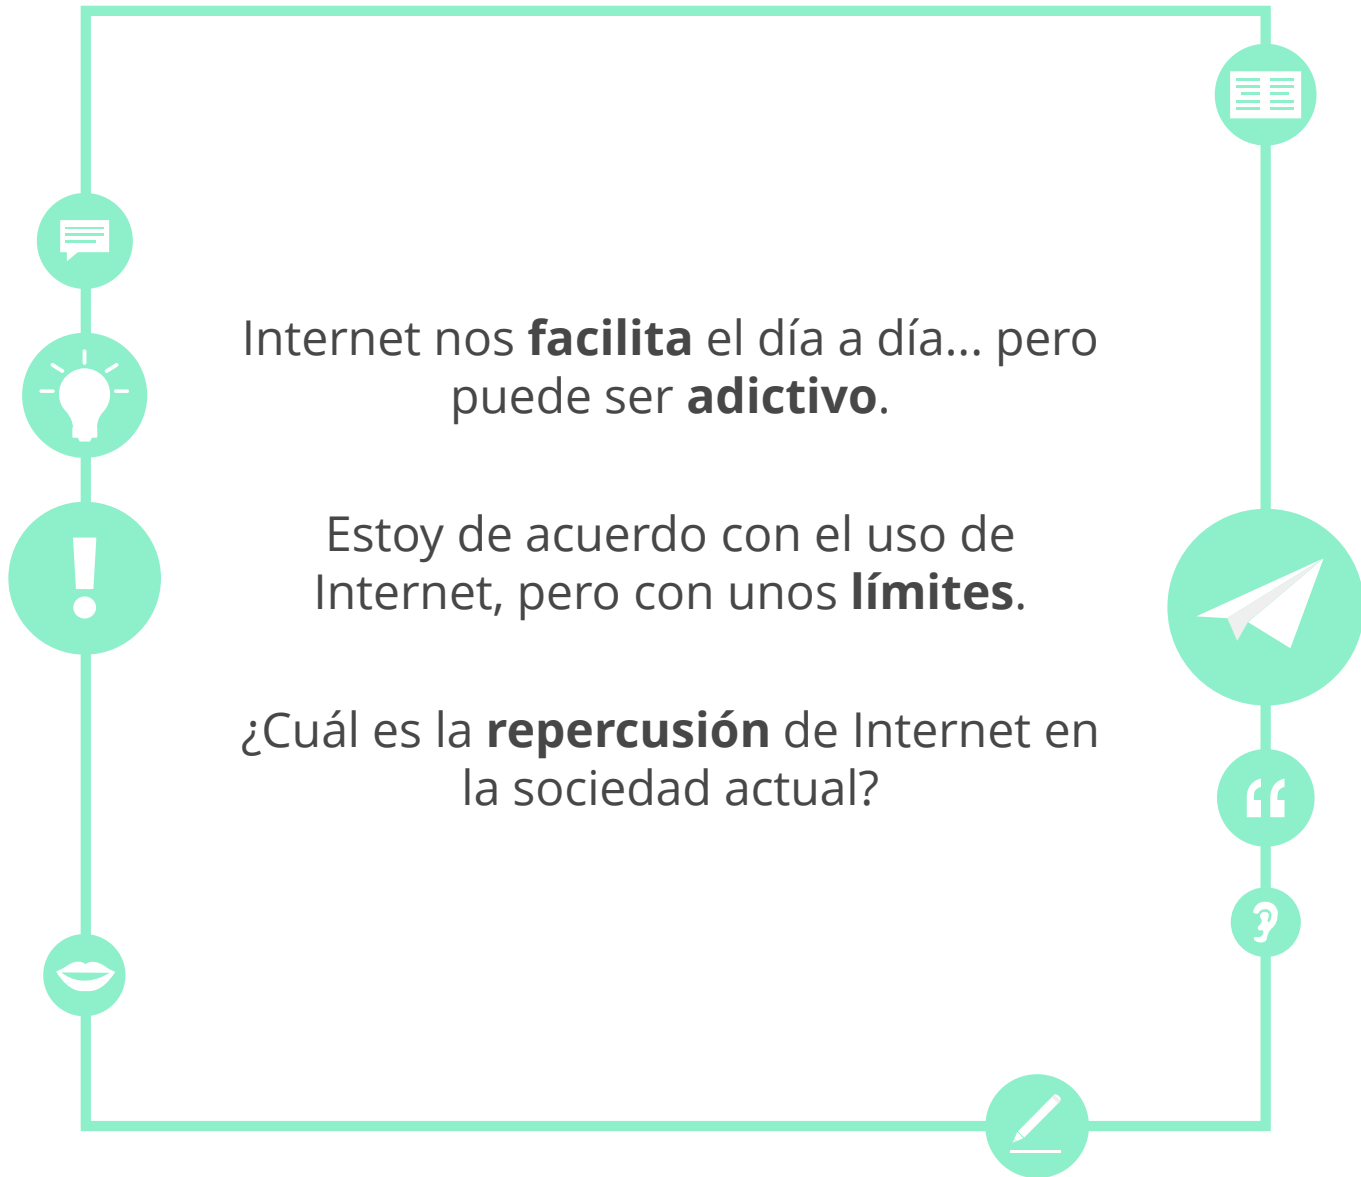 Internet nos facilita el día a día... pero
puede ser adictivo.
Estoy de acuerdo con el uso de
Internet, pero con unos límites.
¿Cuál es la repercusión de Internet en
la sociedad actual?